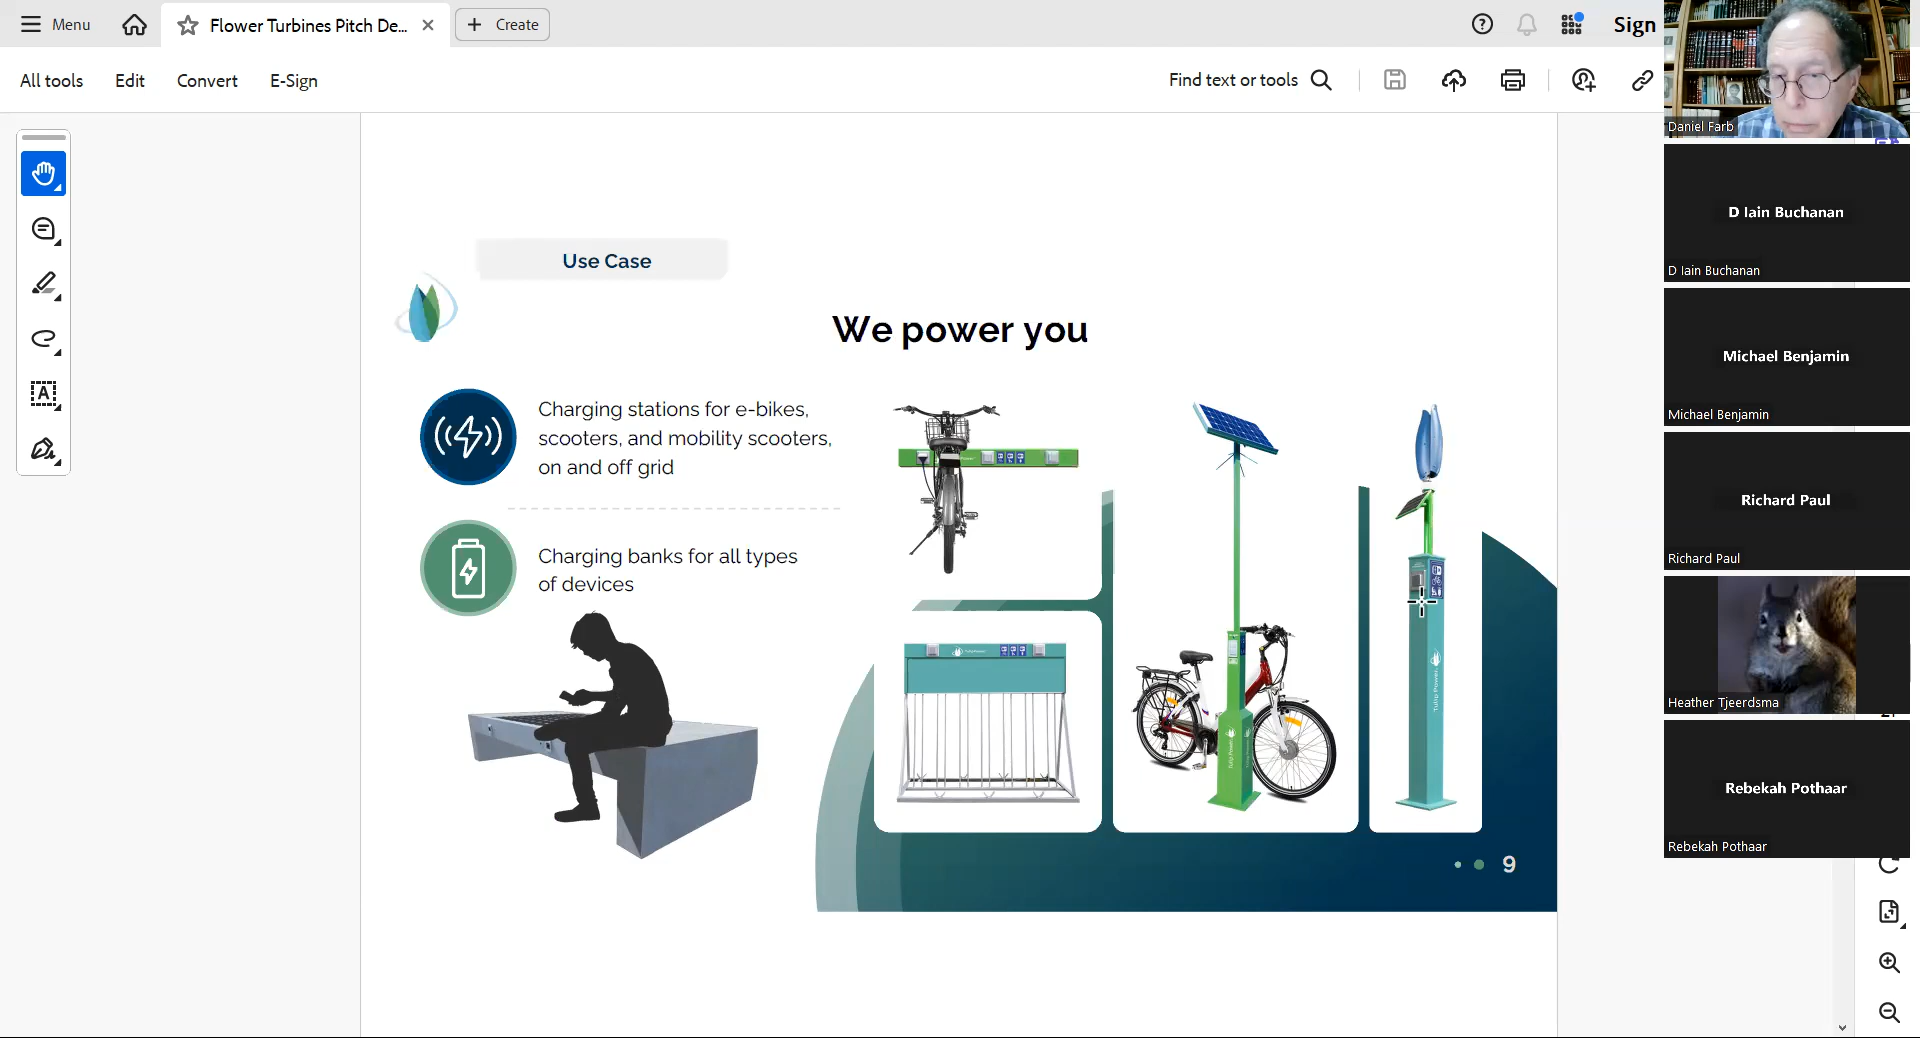 Menu
Flower Turbines Pitch De...
Create
Sign
All tools
Edit
Convert
E-Sign
Find text or tools
Use Case
We power you
Charging stations for e-bikes,
scooters, and mobility scooters,
on and off grid
Charging banks for all types
of devices
Tulip Power
9
Daniel Farb
D Iain Buchanan
D Iain Buchanan
Michael Benjamin
Michael Benjamin
Richard Paul
Richard Paul
Heather Tjeerdsma
Rebekah Pothaar
Rebekah Pothaar